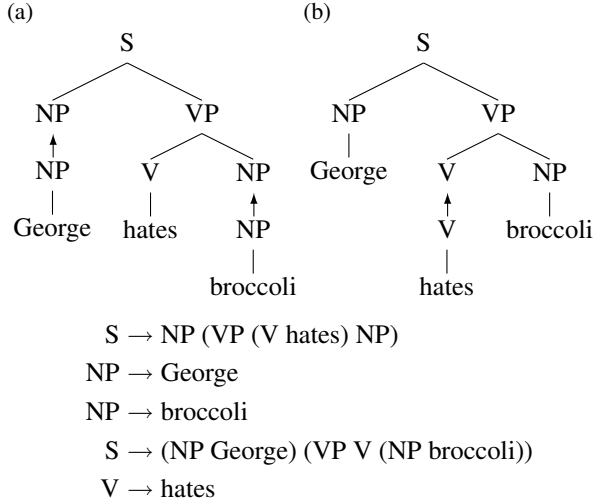 (a) (b)
S S
NP VP NP VP
NP V NP George V NP
George hates NP V broccoli
broccoli hates
S → NP (VP (V hates) NP)
NP → George
NP → broccoli
S → (NP George) (VP V (NP broccoli))
V → hates